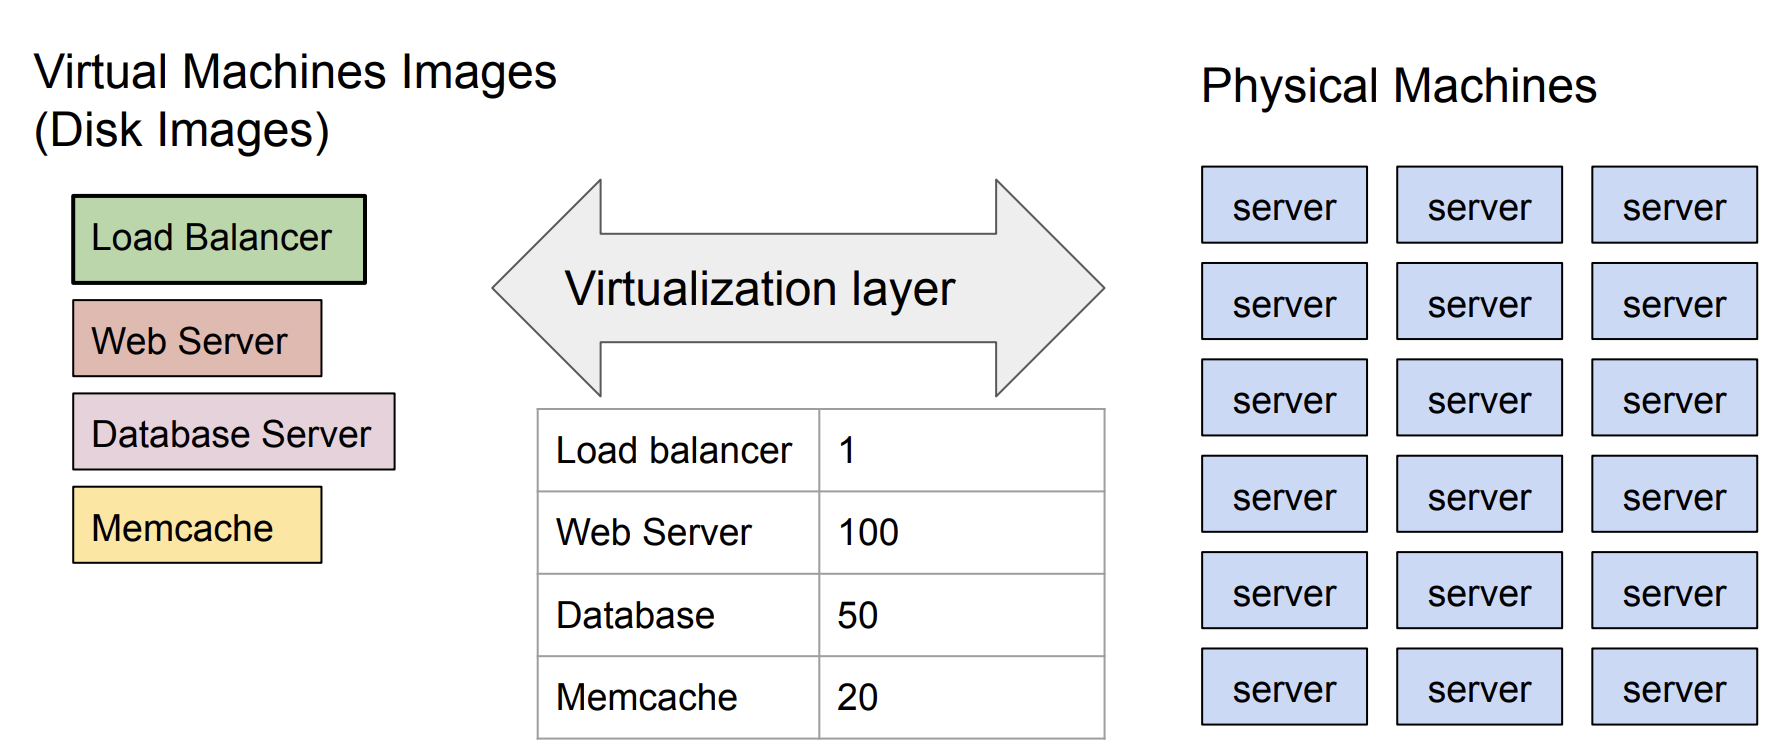 Virtual Machines Images
(Disk Images)
Load Balancer
Web Server
Database Server
Memcache
Virtualization layer
Load balancer 1
Web Server 100
Database 50
Memcache 20
Physical Machines
server server server
server server server
server server server
server server server
server server server
server server server